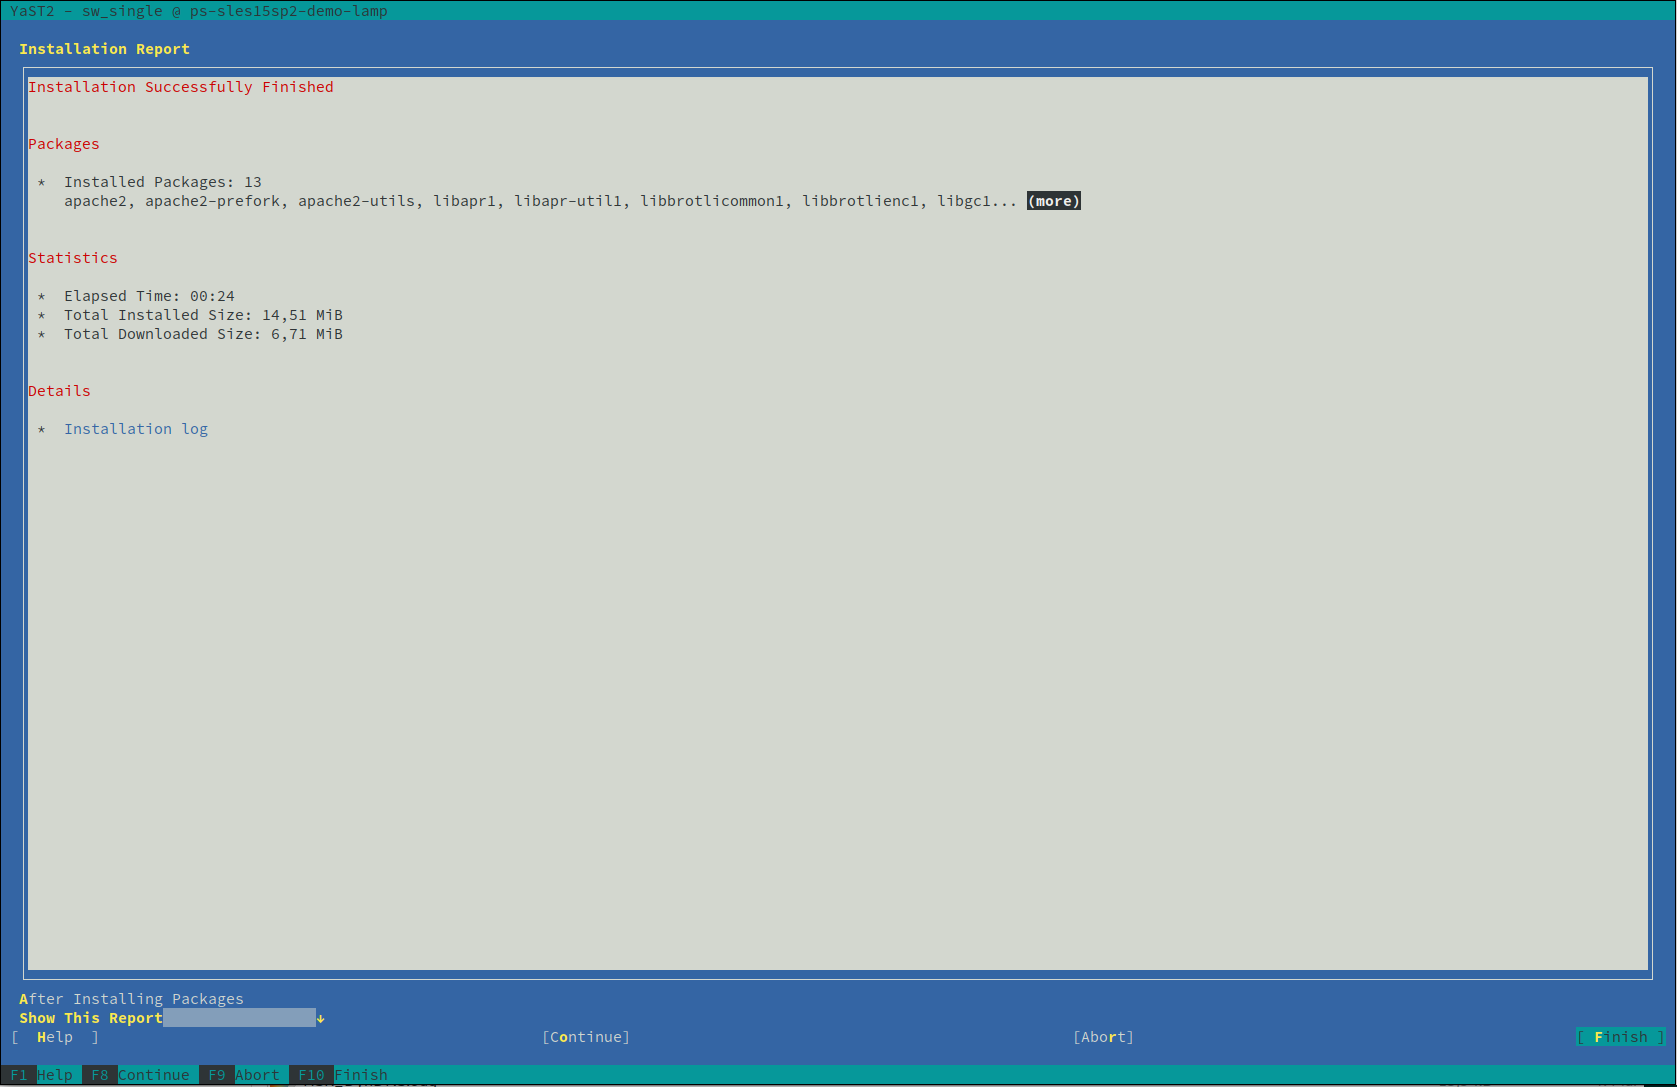 YaST2 - sw_single @ ps-sles15sp2-demo-lamp
Installation Report
Installation Successfully Finished
Packages
* Installed Packages: 13
apache2, apache2-prefork, apache2-utils, libapr1, libapr-util1, libbrotlicommon1, libbrotlienc1, libgc1... (more)
Statistics
* Elapsed Time: 00:24
* Total Installed Size: 14,51 MiB
* Total Downloaded Size: 6,71 MiB
Details
* Installation log
After Installing Packages
Show This Report ↓
[ Help ] [Continue] [Abort] [ Finish ]
F1 Help F8 Continue F9 Abort F10 Finish